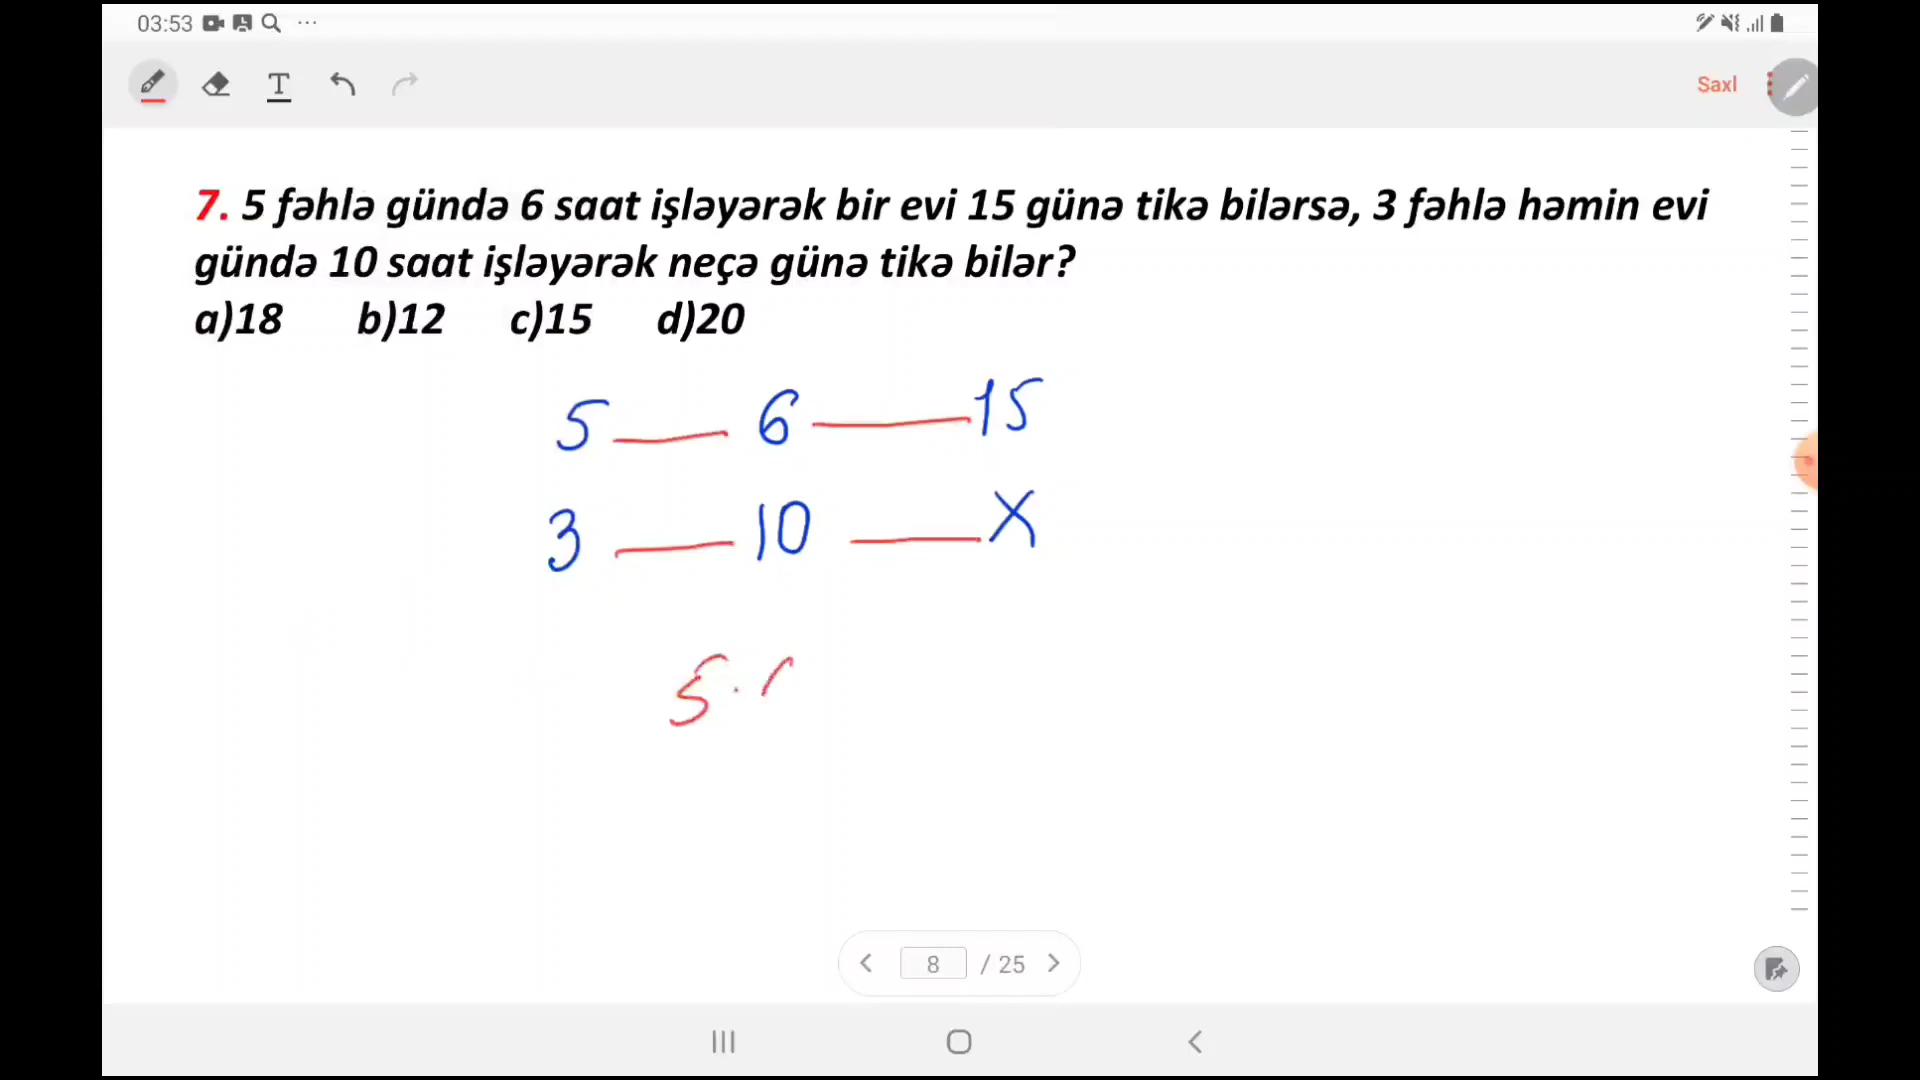 03:53
Saxl
7. 5 fəhlə gündə 6 saat işləyərək bir evi 15 günə tikə bilərsə, 3 fəhlə həmin evi
gündə 10 saat işləyərək neçə günə tikə bilər?
a)18 b)12 c)15 d)20
5 — 6 — 15
3 — 10 — X
5 .
8 / 25